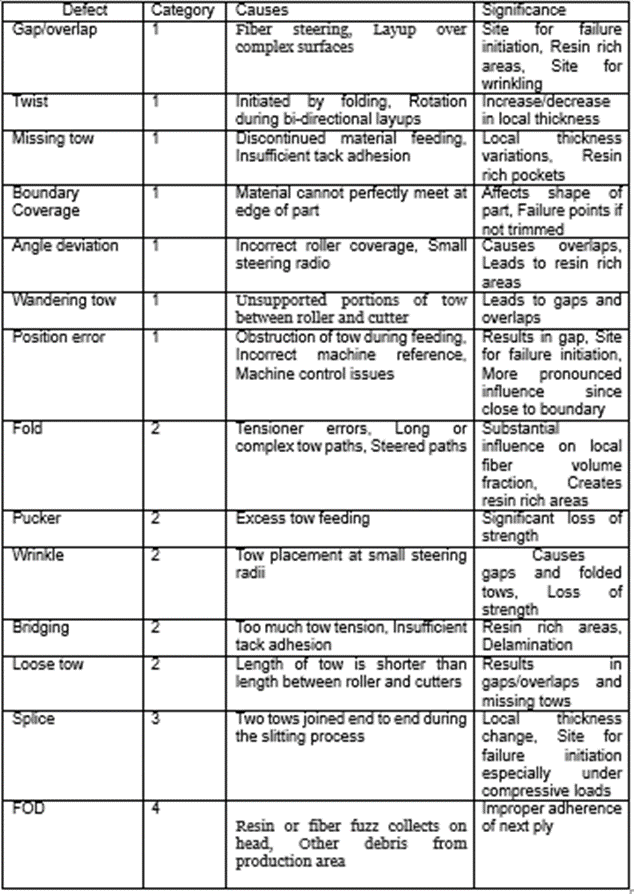 Defect Category Causes Significance
Gap/overlap 1 Fiber steering, Layup over Site for failure
complex surfaces initiation, Resin rich
areas, Site for
wrinkling
Twist 1 Initiated by folding, Rotation Increase/decrease
during bi-directional layups in local thickness
Missing tow 1 Discontinued material feeding, Local thickness
Insufficient tack adhesion variations, Resin
rich pockets
Boundary 1 Material cannot perfectly meet at Affects shape of
Coverage edge of part part, Failure points if
not trimmed
Angle deviation 1 Incorrect roller coverage, Small Causes overlaps,
steering radio Leads to resin rich
areas
Wandering tow 1 Unsupported portions of tow Leads to gaps and
between roller and cutter overlaps
Position error 1 Obstruction of tow during feeding, Results in gap, Site
Incorrect machine reference, for failure initiation,
Machine control issues More pronounced
influence since
close to boundary
Fold 2 Tensioner errors, Long or Substantial
complex tow paths, Steered paths influence on local
fiber volume
fraction, Creates
resin rich areas
Pucker 2 Excess tow feeding Significant loss of
strength
Wrinkle 2 Tow placement at small steering Causes
radii gaps and folded
tows, Loss of
strength
Bridging 2 Too much tow tension, Insufficient Resin rich areas,
tack adhesion Delamination
Loose tow 2 Length of tow is shorter than Results in
length between roller and cutters gaps/overlaps and
missing tows
Splice 3 Two tows joined end to end during Local thickness
the slitting process change, Site for
failure initiation
especially under
compressive loads
FOD 4 Improper adherence
Resin or fiber fuzz collects on of next ply
head, Other debris from
production area